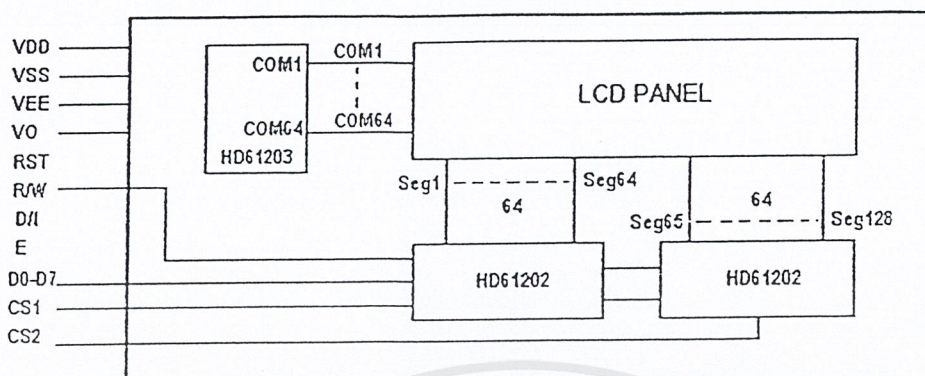 VDD
VSS
VEE
VO
RST
R/W
D/I
E
D0-D7
CS1
CS2
COM1
COM64
HD61203
COM1
COM64
LCD PANEL
Seg1
Seg64
64
Seg65
64
Seg128
HD61202
HD61202